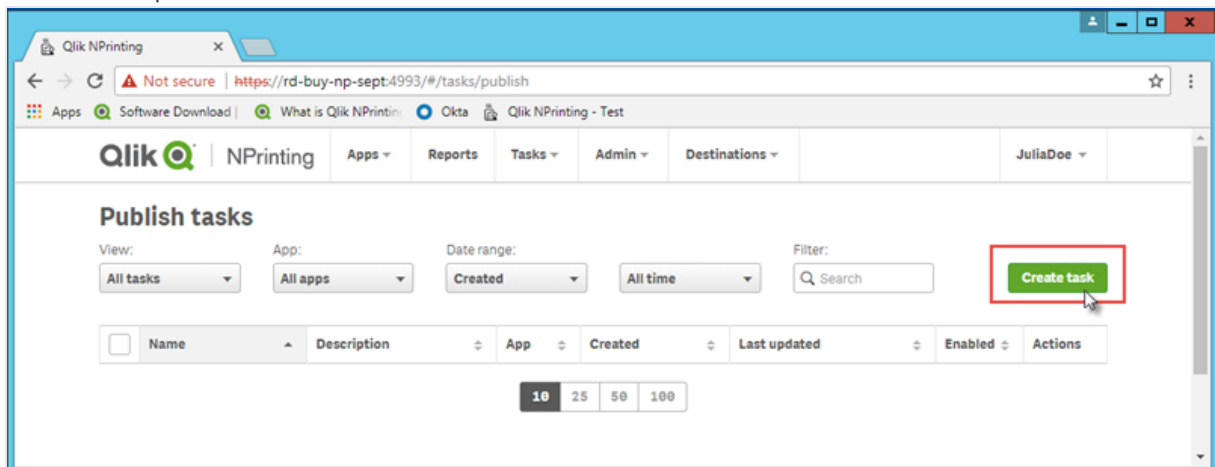 Qlik NPrinting
Not secure | https://rd-buy-np-sept:4993/#/tasks/publish
Apps Software Download | What is Qlik NPrinting Okta Qlik NPrinting - Test
Qlik NPrinting Apps Reports Tasks Admin Destinations JuliaDoe
Publish tasks
View: App: Date range: Filter:
All tasks All apps Created All time Search Create task
Name Description App Created Last updated Enabled Actions
10 25 50 100